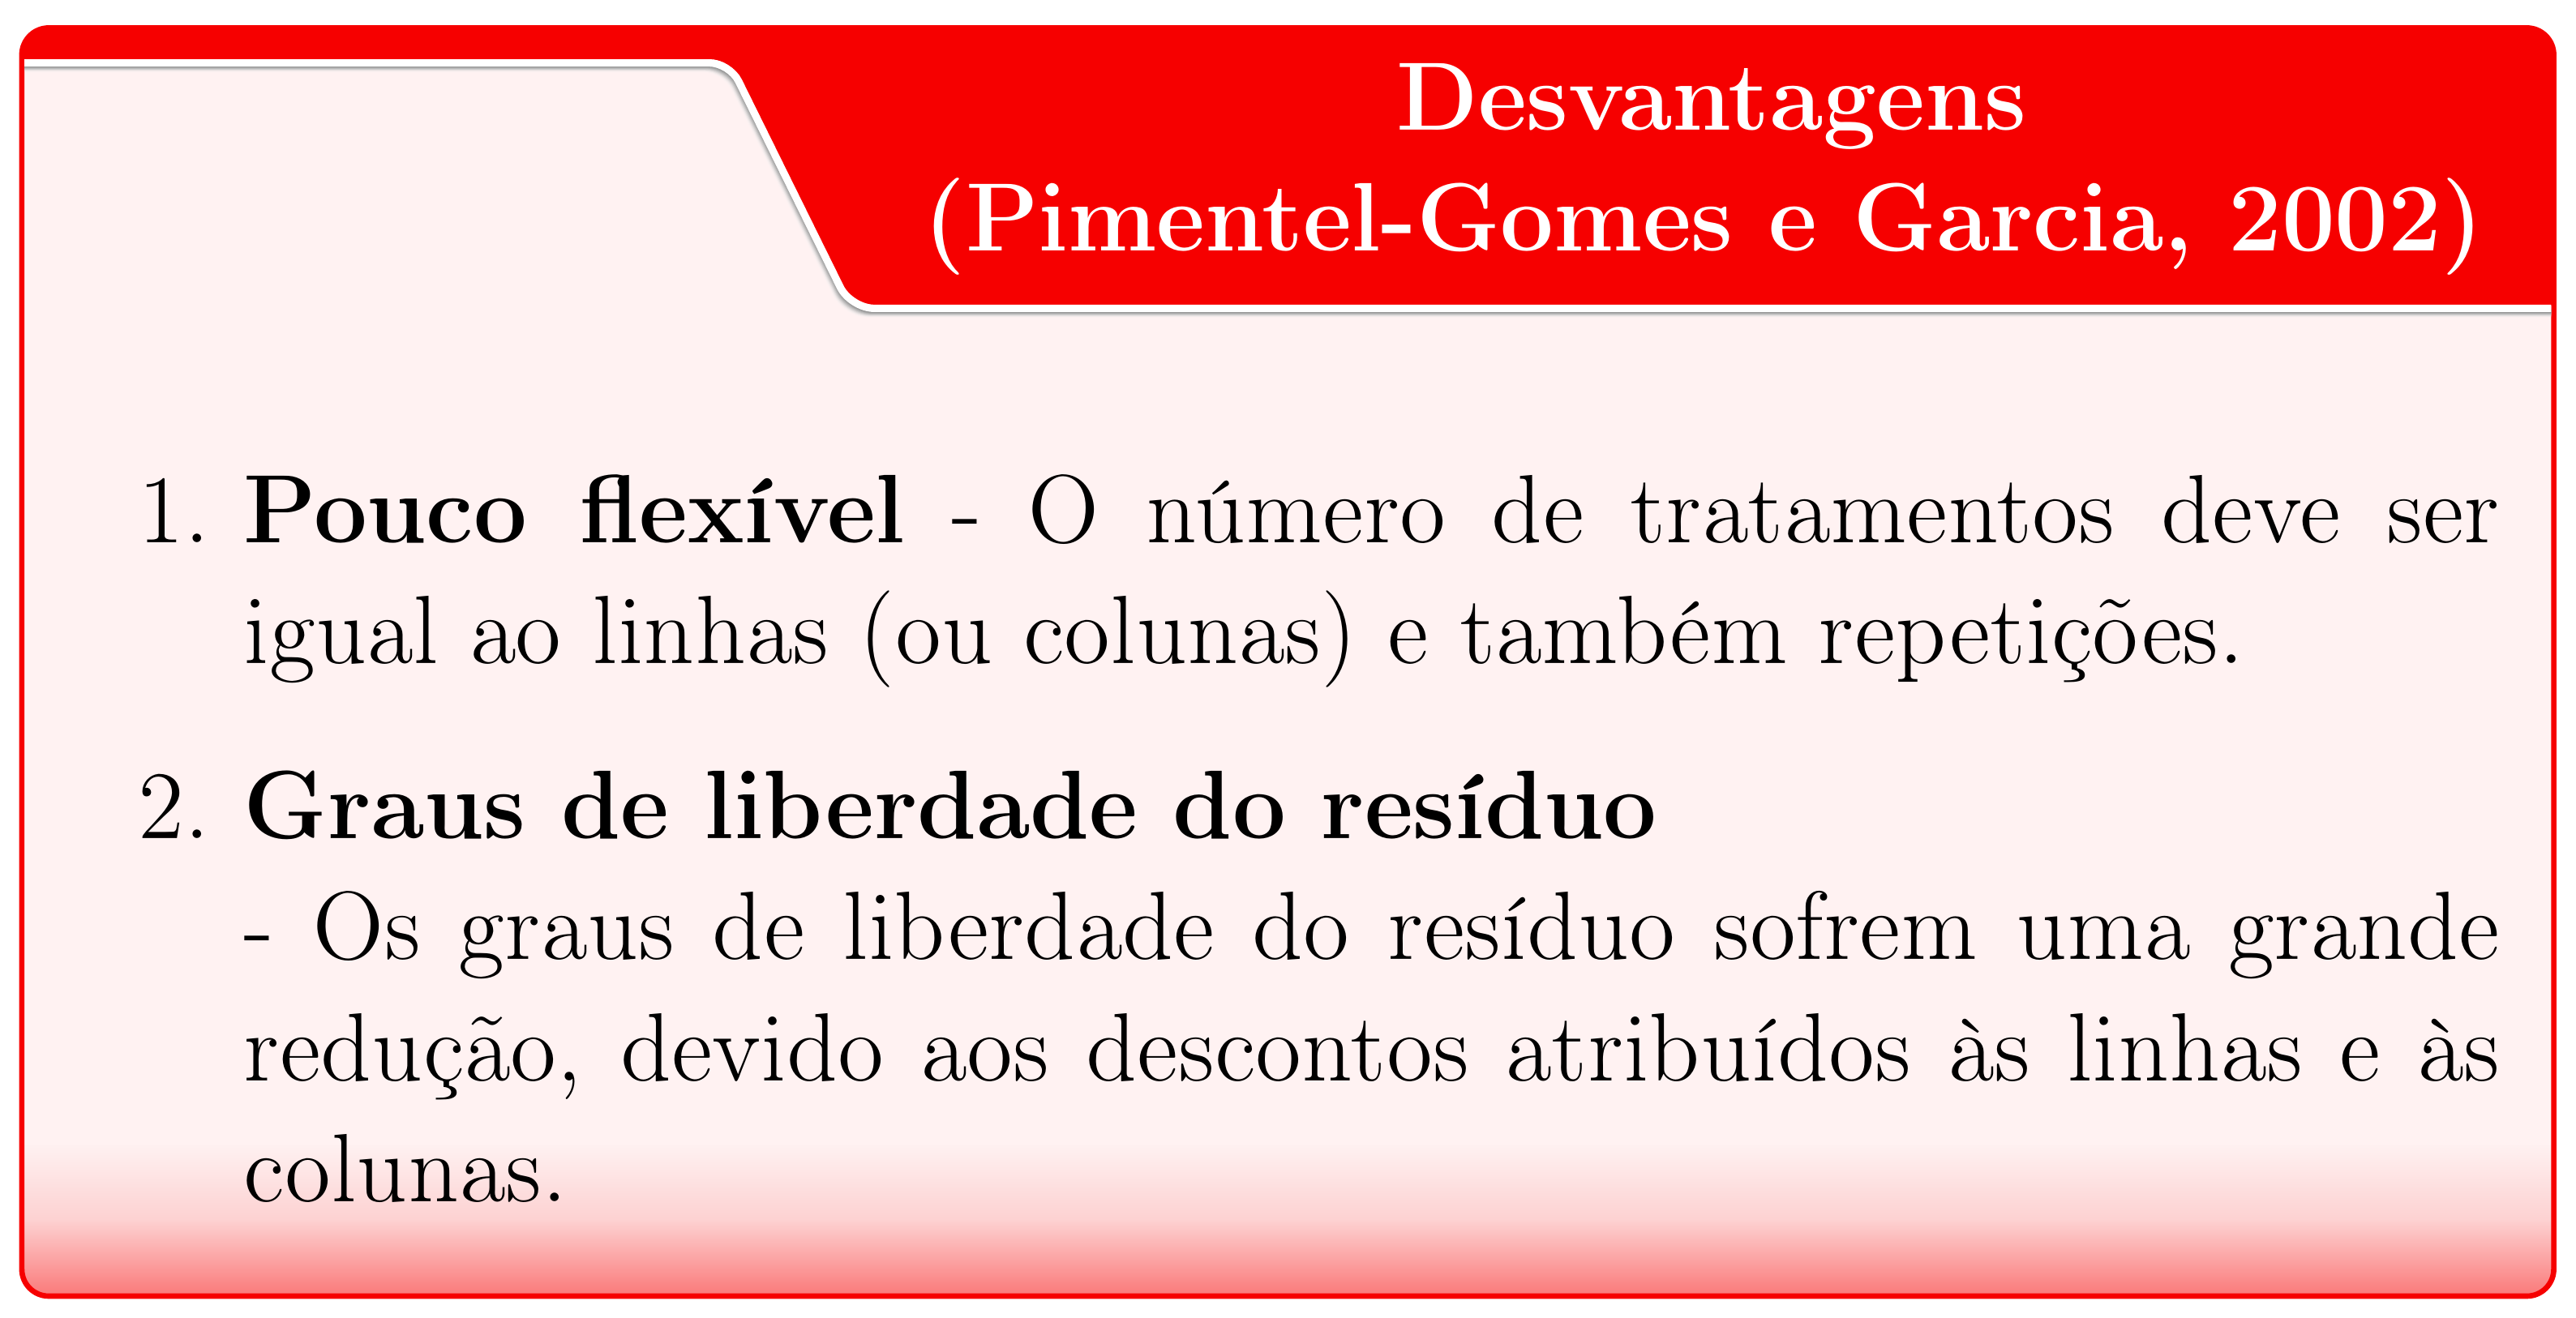 Desvantagens
(Pimentel-Gomes e Garcia, 2002)
1. Pouco flexível - O número de tratamentos deve ser
igual ao linhas (ou colunas) e também repetições.
2. Graus de liberdade do resíduo
- Os graus de liberdade do resíduo sofrem uma grande
redução, devido aos descontos atribuídos às linhas e às
colunas.